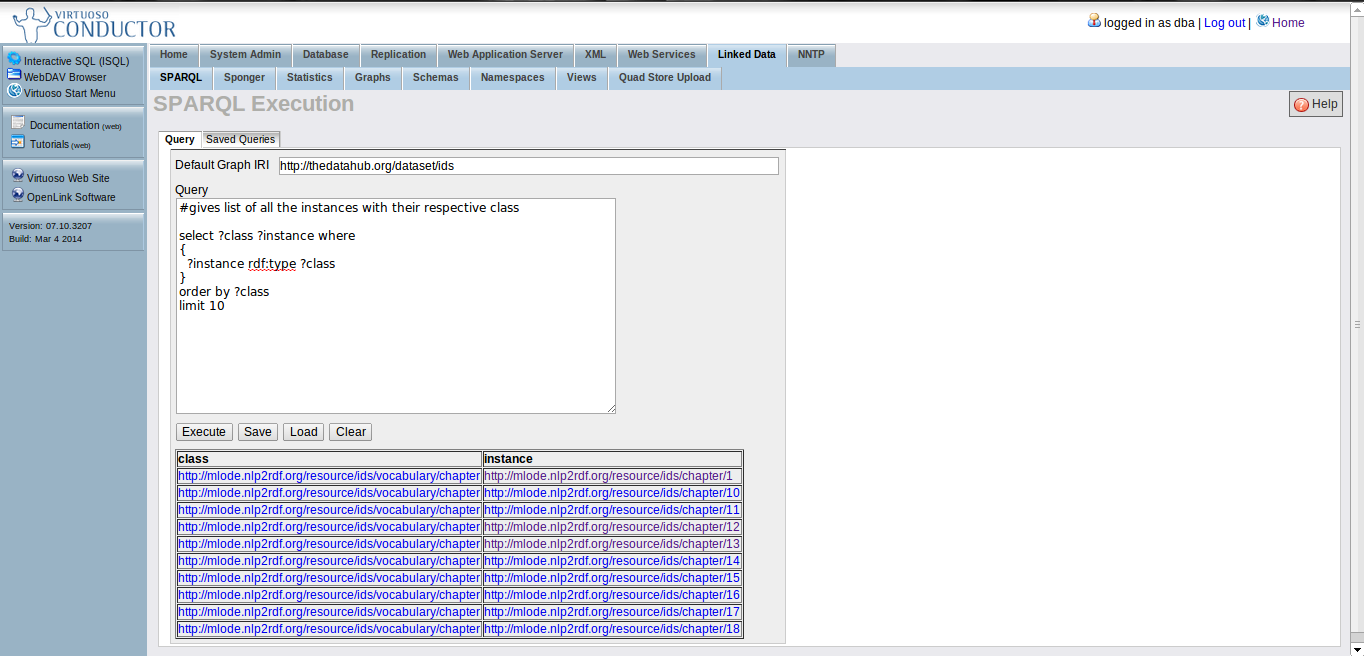 VIRTUOSO
CONDUCTOR
logged in as dba | Log out | Home
Interactive SQL (ISQL)
WebDAV Browser
Virtuoso Start Menu
Documentation (web)
Tutorials (web)
Virtuoso Web Site
OpenLink Software
Version: 07.10.3207
Build: Mar 4 2014
Home System Admin Database Replication Web Application Server XML Web Services Linked Data NNTP
SPARQL Sponger Statistics Graphs Schemas Namespaces Views Quad Store Upload
SPARQL Execution
Help
Query Saved Queries
Default Graph IRI http://thedatahub.org/dataset/ids
Query
#gives list of all the instances with their respective class
select ?class ?instance where
{
?instance rdf:type ?class
}
order by ?class
limit 10
Execute Save Load Clear
class instance
http://mlode.nlp2rdf.org/resource/ids/vocabulary/chapter http://mlode.nlp2rdf.org/resource/ids/chapter/1
http://mlode.nlp2rdf.org/resource/ids/vocabulary/chapter http://mlode.nlp2rdf.org/resource/ids/chapter/10
http://mlode.nlp2rdf.org/resource/ids/vocabulary/chapter http://mlode.nlp2rdf.org/resource/ids/chapter/11
http://mlode.nlp2rdf.org/resource/ids/vocabulary/chapter http://mlode.nlp2rdf.org/resource/ids/chapter/12
http://mlode.nlp2rdf.org/resource/ids/vocabulary/chapter http://mlode.nlp2rdf.org/resource/ids/chapter/13
http://mlode.nlp2rdf.org/resource/ids/vocabulary/chapter http://mlode.nlp2rdf.org/resource/ids/chapter/14
http://mlode.nlp2rdf.org/resource/ids/vocabulary/chapter http://mlode.nlp2rdf.org/resource/ids/chapter/15
http://mlode.nlp2rdf.org/resource/ids/vocabulary/chapter http://mlode.nlp2rdf.org/resource/ids/chapter/16
http://mlode.nlp2rdf.org/resource/ids/vocabulary/chapter http://mlode.nlp2rdf.org/resource/ids/chapter/17
http://mlode.nlp2rdf.org/resource/ids/vocabulary/chapter http://mlode.nlp2rdf.org/resource/ids/chapter/18